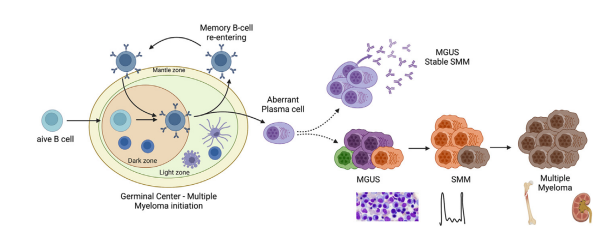 Memory B-cell
re-entering
Mantle zone
MGUS
Stable SMM
Aberrant
Plasma cell
aive B cell
Dark zone
Light zone
Germinal Center - Multiple
Myeloma initiation
MGUS
SMM
Multiple
Myeloma